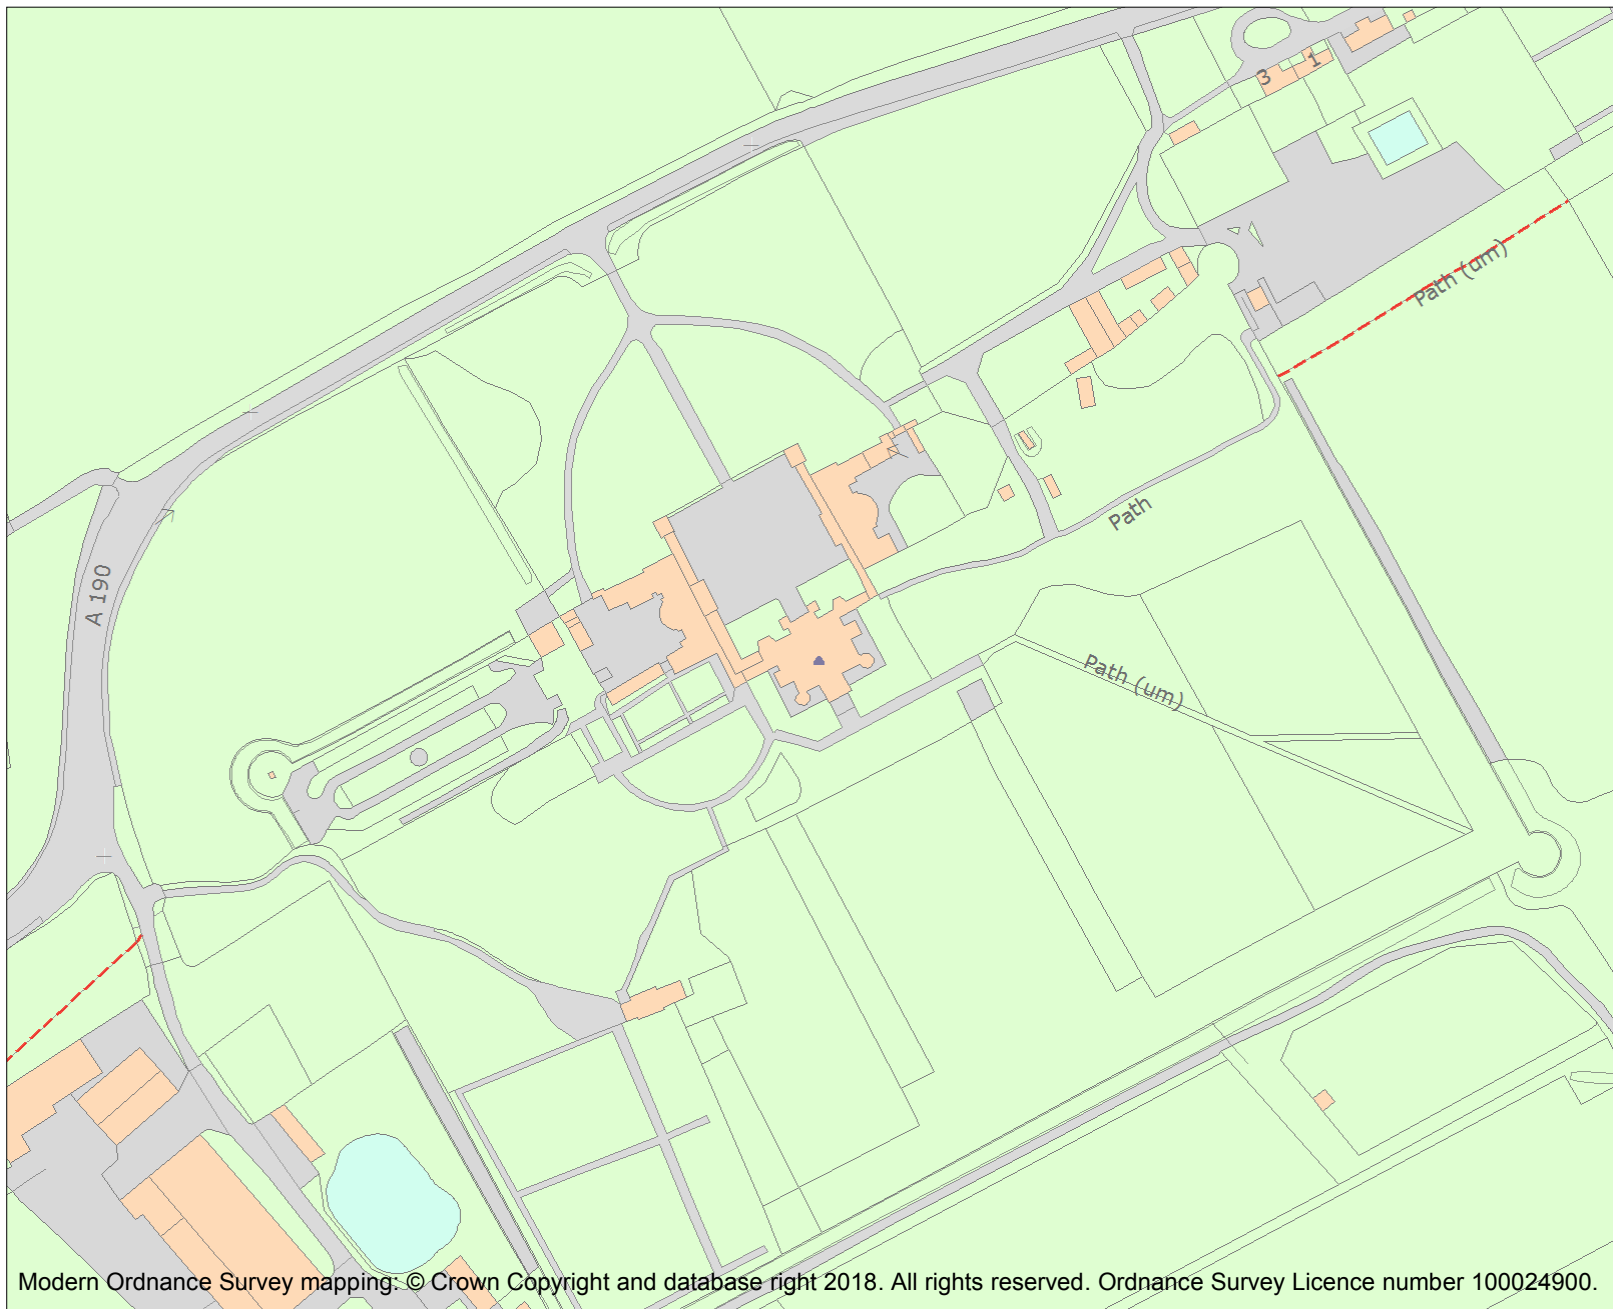 3
1
Path (um)
Path
A 190
Path (um)
Modern Ordnance Survey mapping: © Crown Copyright and database right 2018. All rights reserved. Ordnance Survey Licence number 100024900.